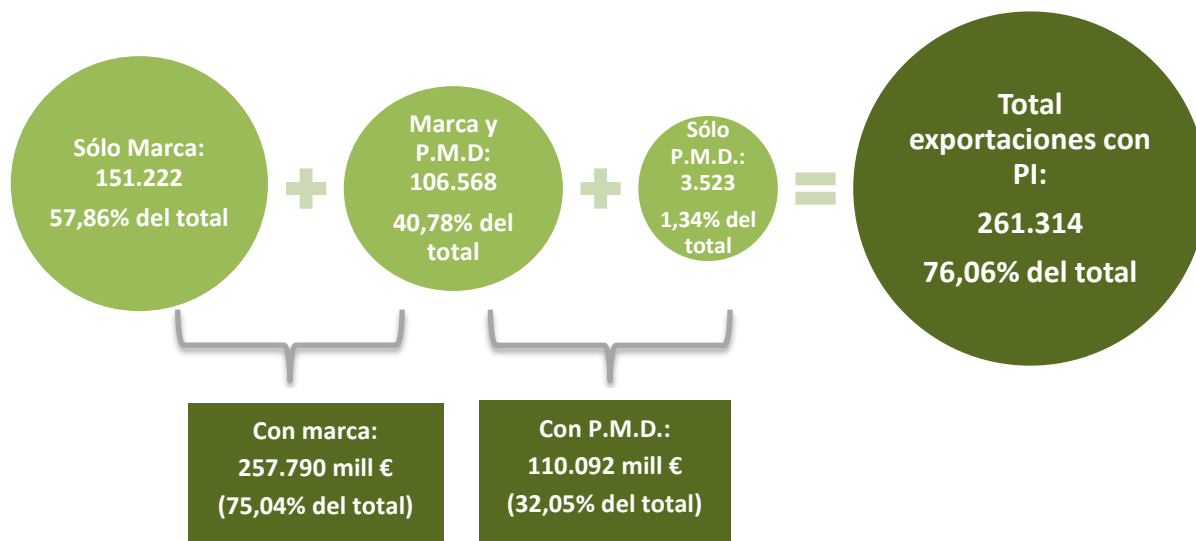 Sólo Marca:
151.222
57,86% del total
Marca y
P.M.D:
106.568
40,78% del
total
Sólo
P.M.D.:
3.523
1,34% del
total
Total
exportaciones con
PI:
261.314
76,06% del total
Con marca:
257.790 mill €
(75,04% del total)
Con P.M.D.:
110.092 mill €
(32,05% del total)